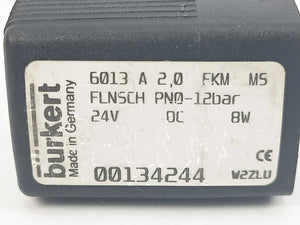 burkert
Made in Germany
6013 A 2,0 FKM MS
FLNSCH PN0-12bar
24V DC 8W
00134244
CE
W2ZLU